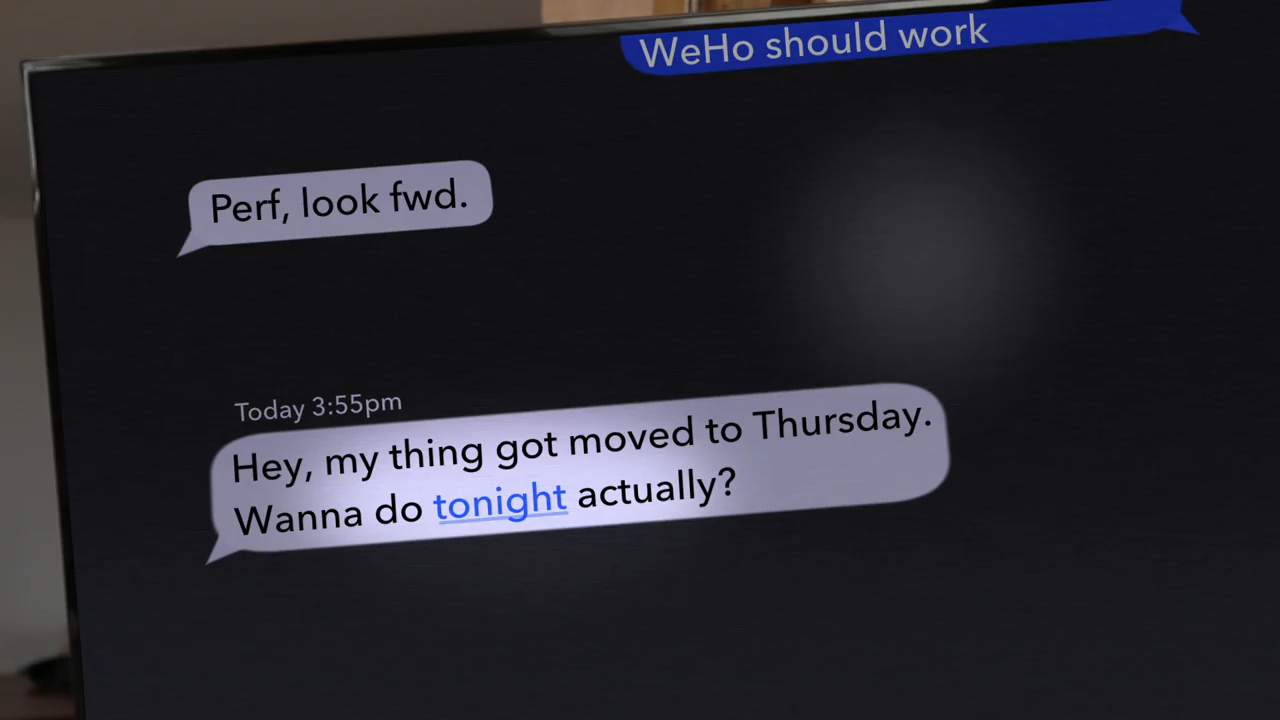 WeHo should work
Perf, look fwd.
Today 3:55pm
Hey, my thing got moved to Thursday.
Wanna do tonight actually?